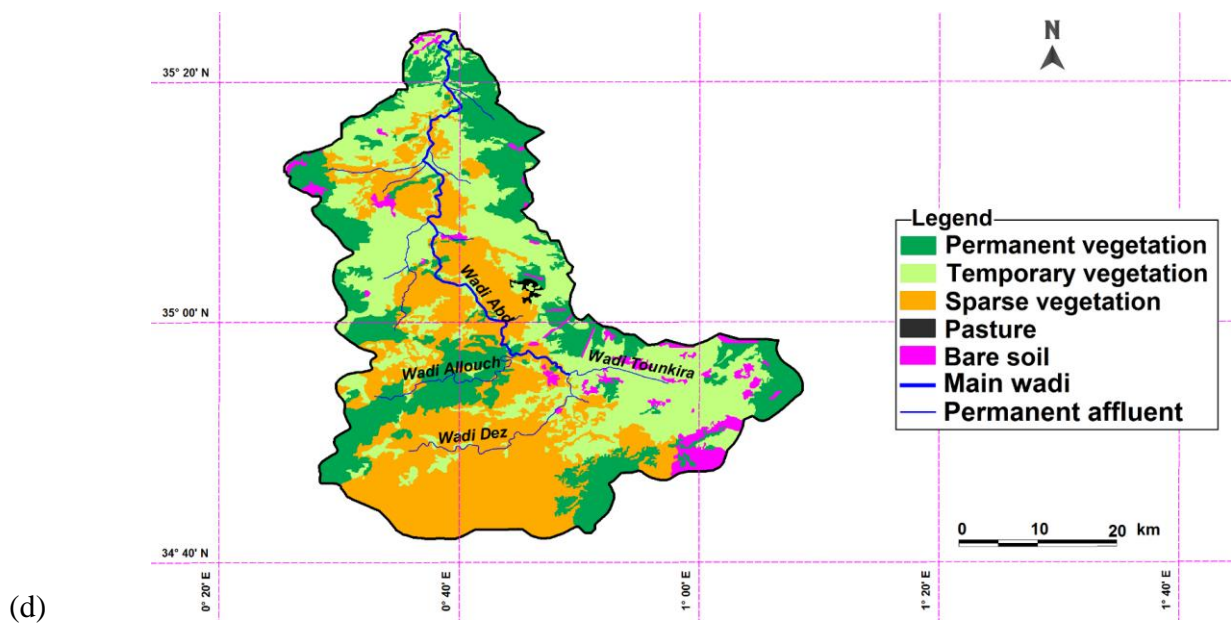 N
35° 20' N
Legend
Permanent vegetation
Temporary vegetation
Sparse vegetation
Wadi Abd
35° 00' N
Pasture
Bare soil
Wadi Tounkira
Wadi Allouch
Main wadi
Permanent affluent
Wadi Dez
0 10 20 km
34° 40' N
0° 20' E
0° 40' E
1° 00' E
1° 20' E
1° 40' E
(d)